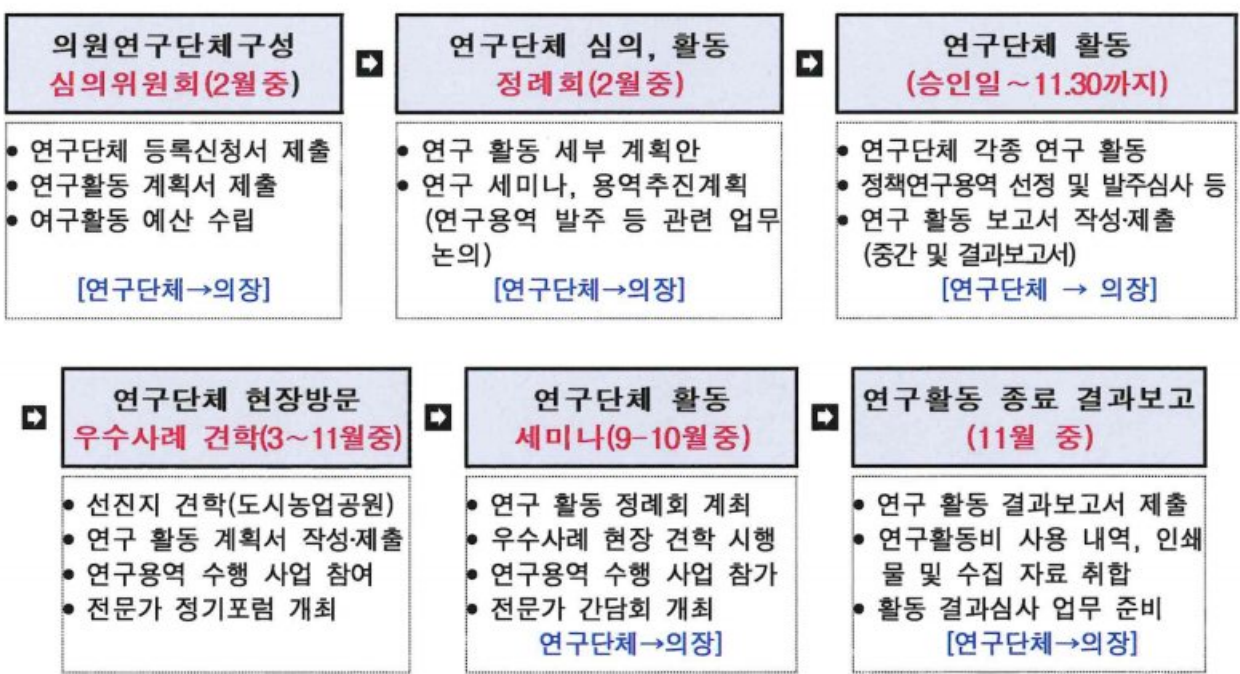 의원연구단체구성
심의위원회(2월중)
• 연구단체 등록신청서 제출
• 연구활동 계획서 제출
• 여구활동 예산 수립
[연구단체→의장]
연구단체 심의, 활동
정례회(2월중)
• 연구 활동 세부 계획안
• 연구 세미나, 용역추진계획
(연구용역 발주 등 관련 업무
논의)
[연구단체→의장]
연구단체 활동
(승인일~11.30까지)
• 연구단체 각종 연구 활동
• 정책연구용역 선정 및 발주심사 등
• 연구 활동 보고서 작성·제출
(중간 및 결과보고서)
[연구단체 → 의장]
연구단체 현장방문
우수사례 견학(3~11월중)
• 선진지 견학(도시농업공원)
• 연구 활동 계획서 작성·제출
• 연구용역 수행 사업 참여
• 전문가 정기포럼 개최
연구단체 활동
세미나(9-10월중)
• 연구 활동 정례회 계최
• 우수사례 현장 견학 시행
• 연구용역 수행 사업 참가
• 전문가 간담회 개최
연구단체→의장]
연구활동 종료 결과보고
(11월 중)
• 연구 활동 결과보고서 제출
• 연구활동비 사용 내역, 인쇄
물 및 수집 자료 취합
• 활동 결과심사 업무 준비
[연구단체→의장]